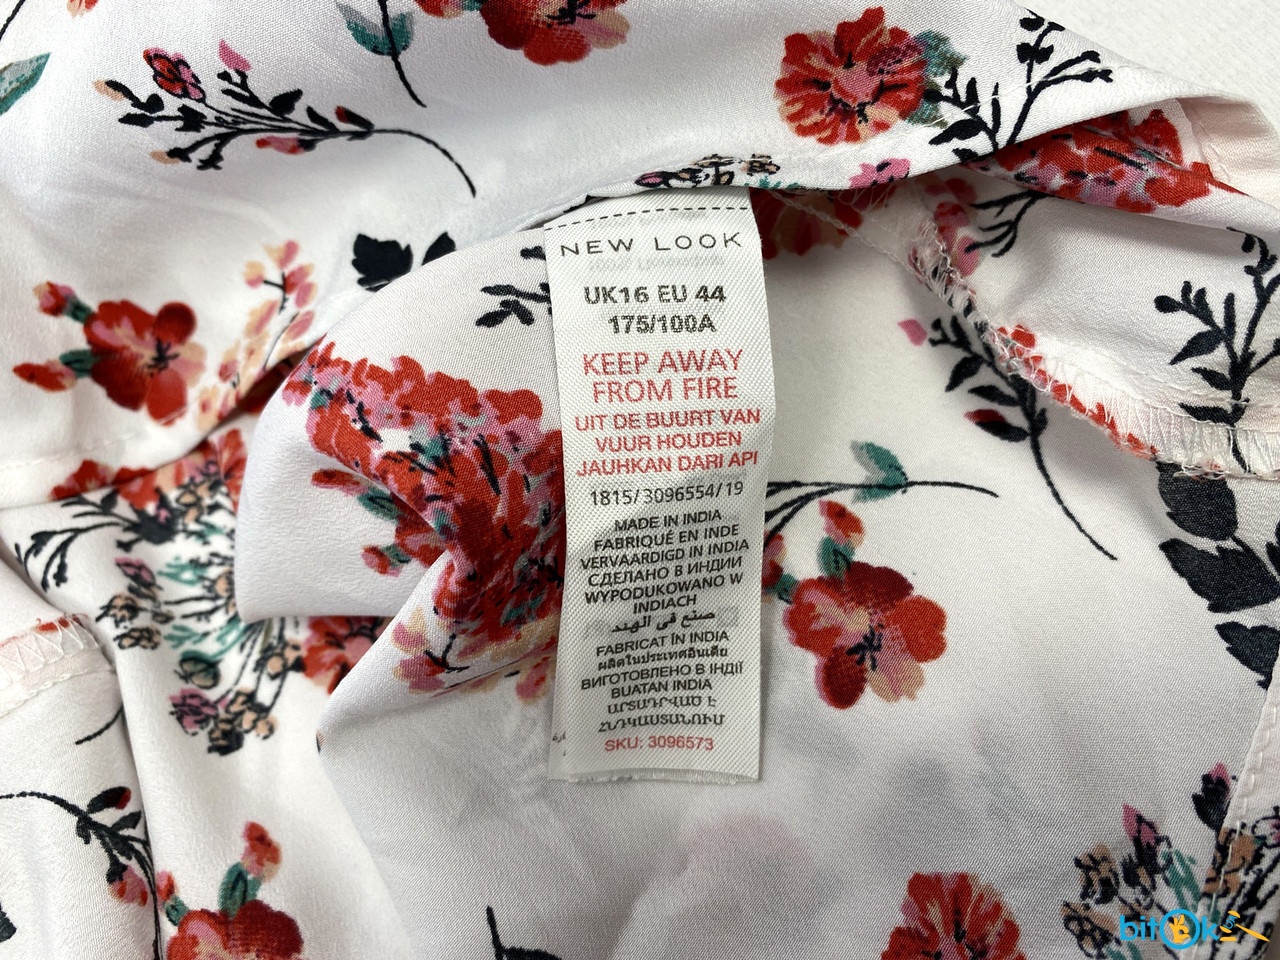 NEW LOOK
UK16 EU 44
175/100A
KEEP AWAY
FROM FIRE
UIT DE BUURT VAN
VUUR HOUDEN
JAUHKAN DARI API
1815/3096554/19
MADE IN INDIA
FABRIQUÉ EN INDE
VERVAARDIGD IN INDIA
СДЕЛАНО В ИНДИИ
WYPODUKOWANO W
INDIACH
صنع في الهند
FABRICAT ÎN INDIA
ผลิตในประเทศอินเดีย
ВИГОТОВЛЕНО В ІНДІЇ
BUATAN INDIA
ԱՐՏԱԴՐՎԱԾ Է
ՀՆԴԿԱՍՏԱՆՈՒՄ
SKU: 3096573
bitOk